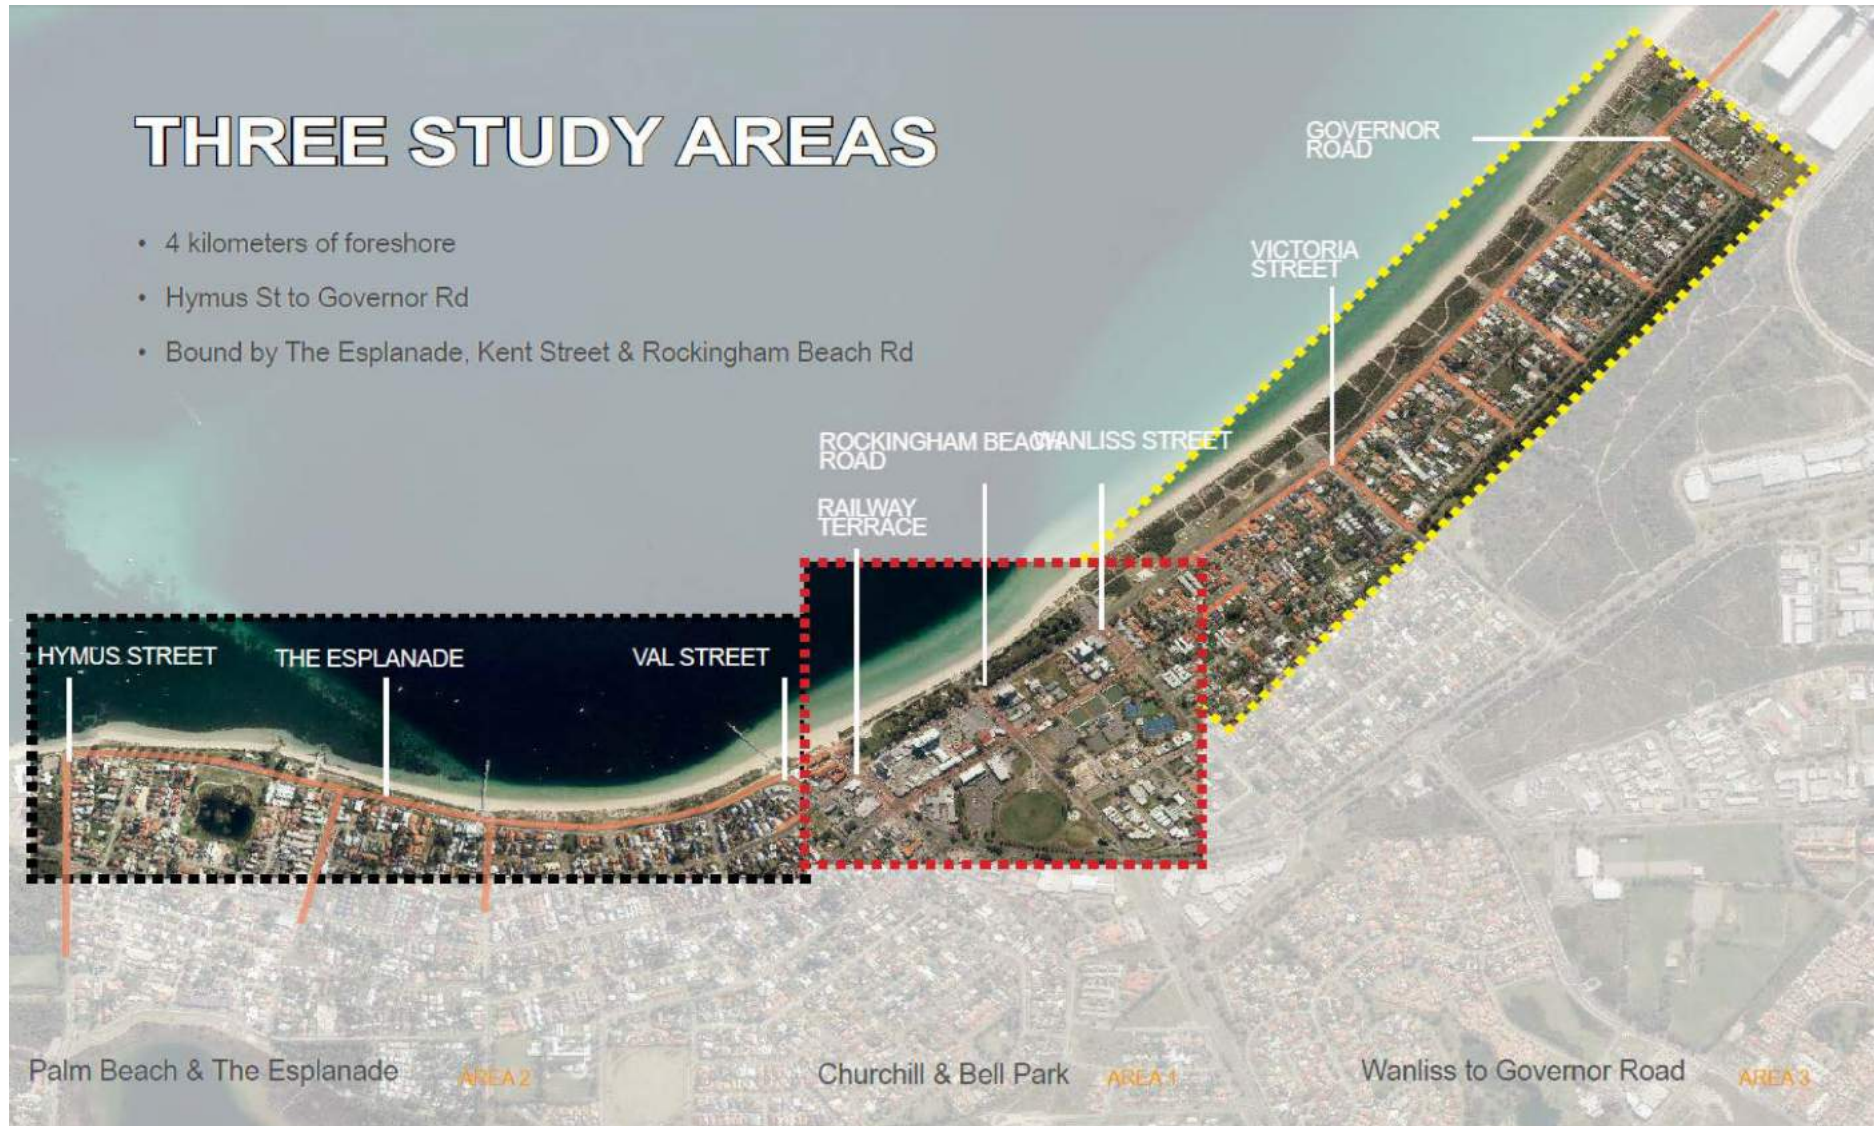 THREE STUDY AREAS
• 4 kilometers of foreshore
• Hymus St to Governor Rd
• Bound by The Esplanade, Kent Street & Rockingham Beach Rd
GOVERNOR
ROAD
VICTORIA
STREET
ROCKINGHAM BEACH
ROAD
WANLISS STREET
RAILWAY
TERRACE
HYMUS STREET
THE ESPLANADE
VAL STREET
Palm Beach & The Esplanade
AREA 2
Churchill & Bell Park
AREA 1
Wanliss to Governor Road
AREA 3